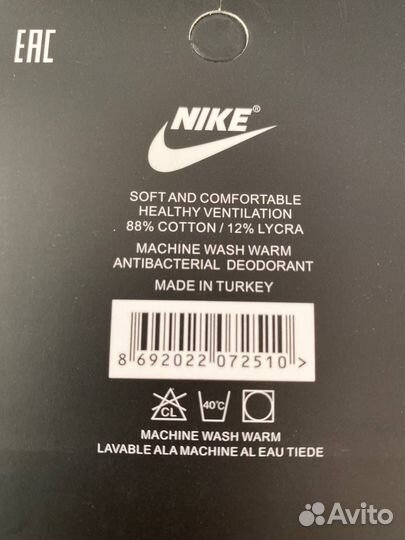 EAC
NIKE®
SOFT AND COMFORTABLE
HEALTHY VENTILATION
88% COTTON / 12% LYCRA
MACHINE WASH WARM
ANTIBACTERIAL DEODORANT
MADE IN TURKEY
8 692022 072510 >
CL 40°C
MACHINE WASH WARM
LAVABLE ALA MACHINE AL EAU TIEDE
Avito